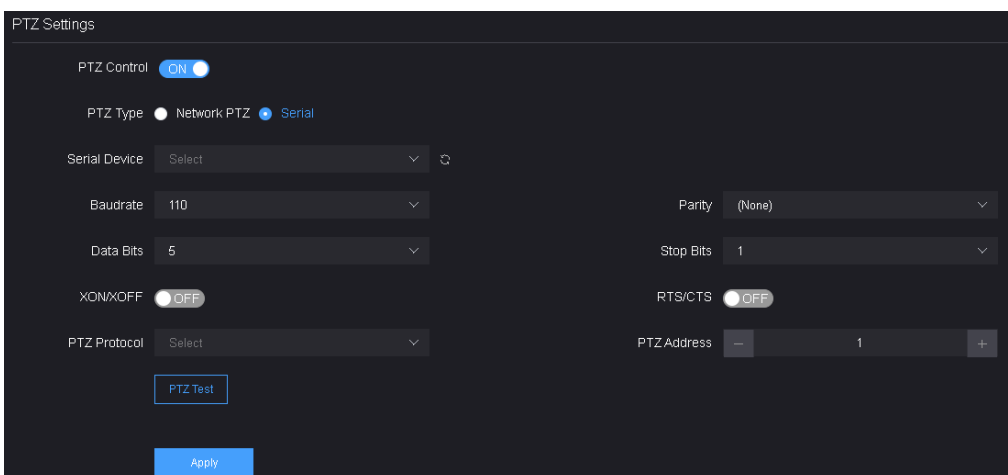 PTZ Settings
PTZ Control ON
PTZ Type Network PTZ Serial
Serial Device Select
Baudrate 110 Parity (None)
Data Bits 5 Stop Bits 1
XON/XOFF OFF RTS/CTS OFF
PTZ Protocol Select PTZ Address − 1 +
PTZ Test
Apply